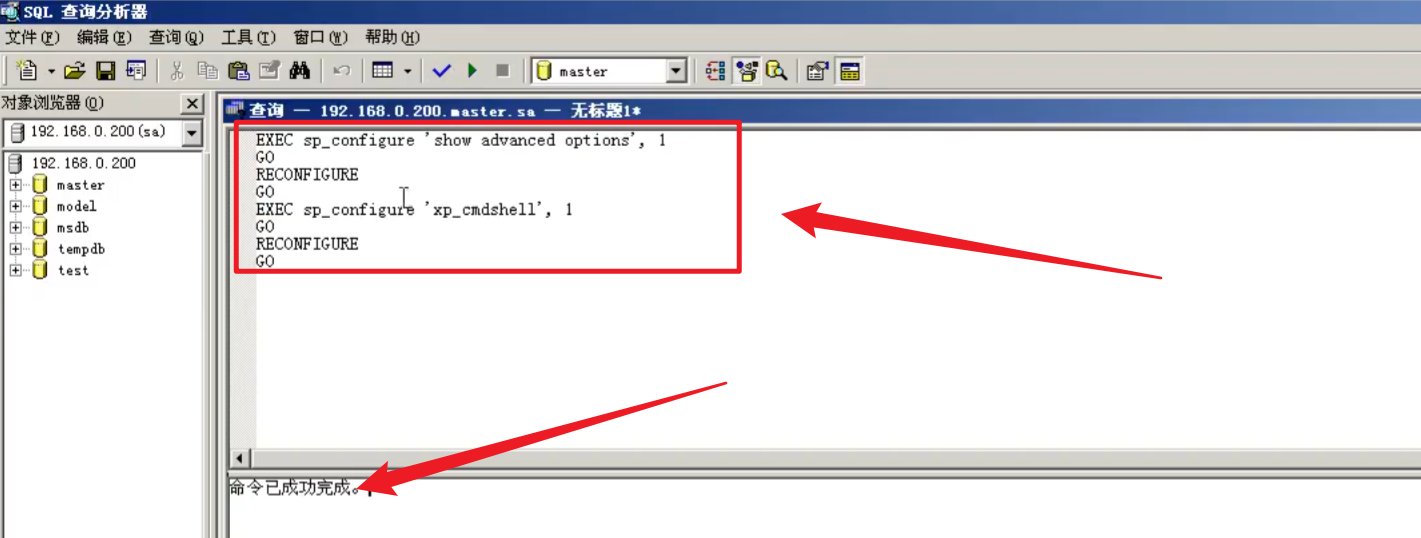 SQL 查询分析器
文件(F) 编辑(E) 查询(Q) 工具(T) 窗口(W) 帮助(H)
master
对象浏览器(O)
192.168.0.200(sa)
192.168.0.200
master
model
msdb
tempdb
test
查询 — 192.168.0.200.master.sa — 无标题1*
EXEC sp_configure 'show advanced options', 1
GO
RECONFIGURE
GO
EXEC sp_configure 'xp_cmdshell', 1
GO
RECONFIGURE
GO
命令已成功完成。